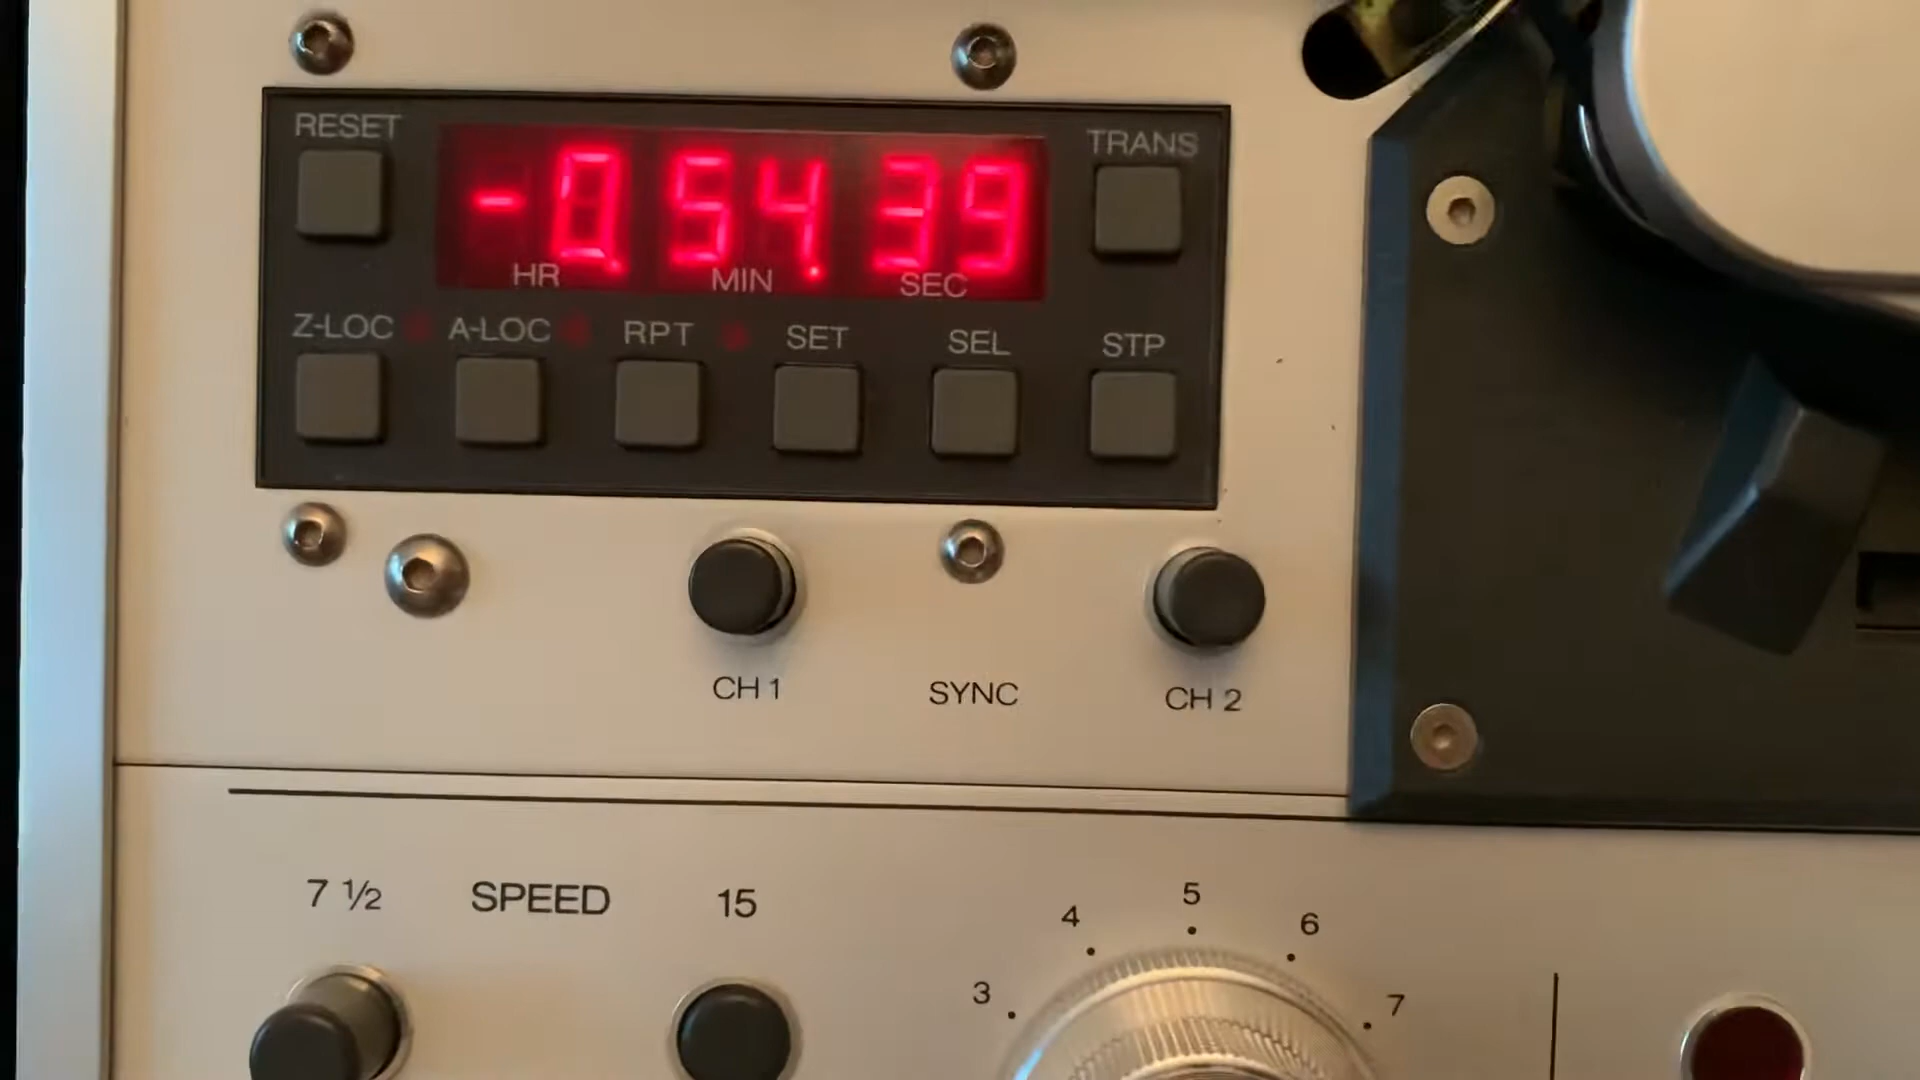 RESET
TRANS
-0.54.39
HR MIN SEC
Z-LOC A-LOC RPT SET SEL STP
CH 1 SYNC CH 2
7 ½ SPEED 15
3 4 5 6 7